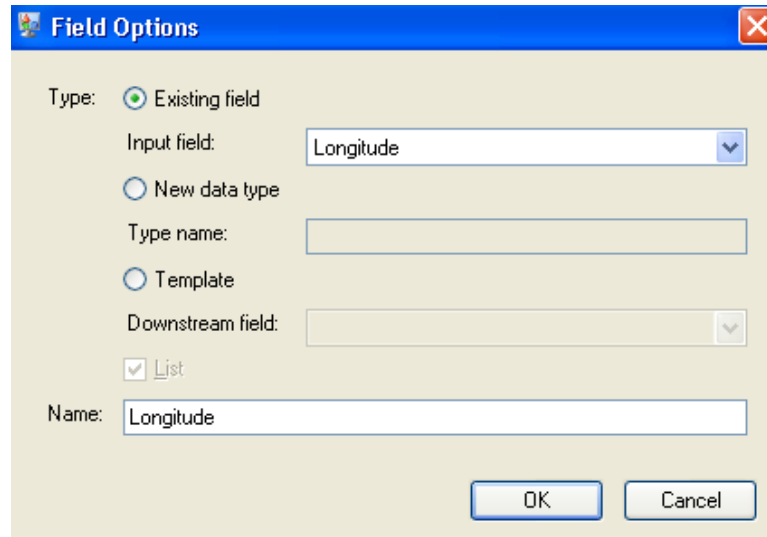 Field Options
Type: Existing field
Input field: Longitude
New data type
Type name:
Template
Downstream field:
List
Name: Longitude
OK Cancel